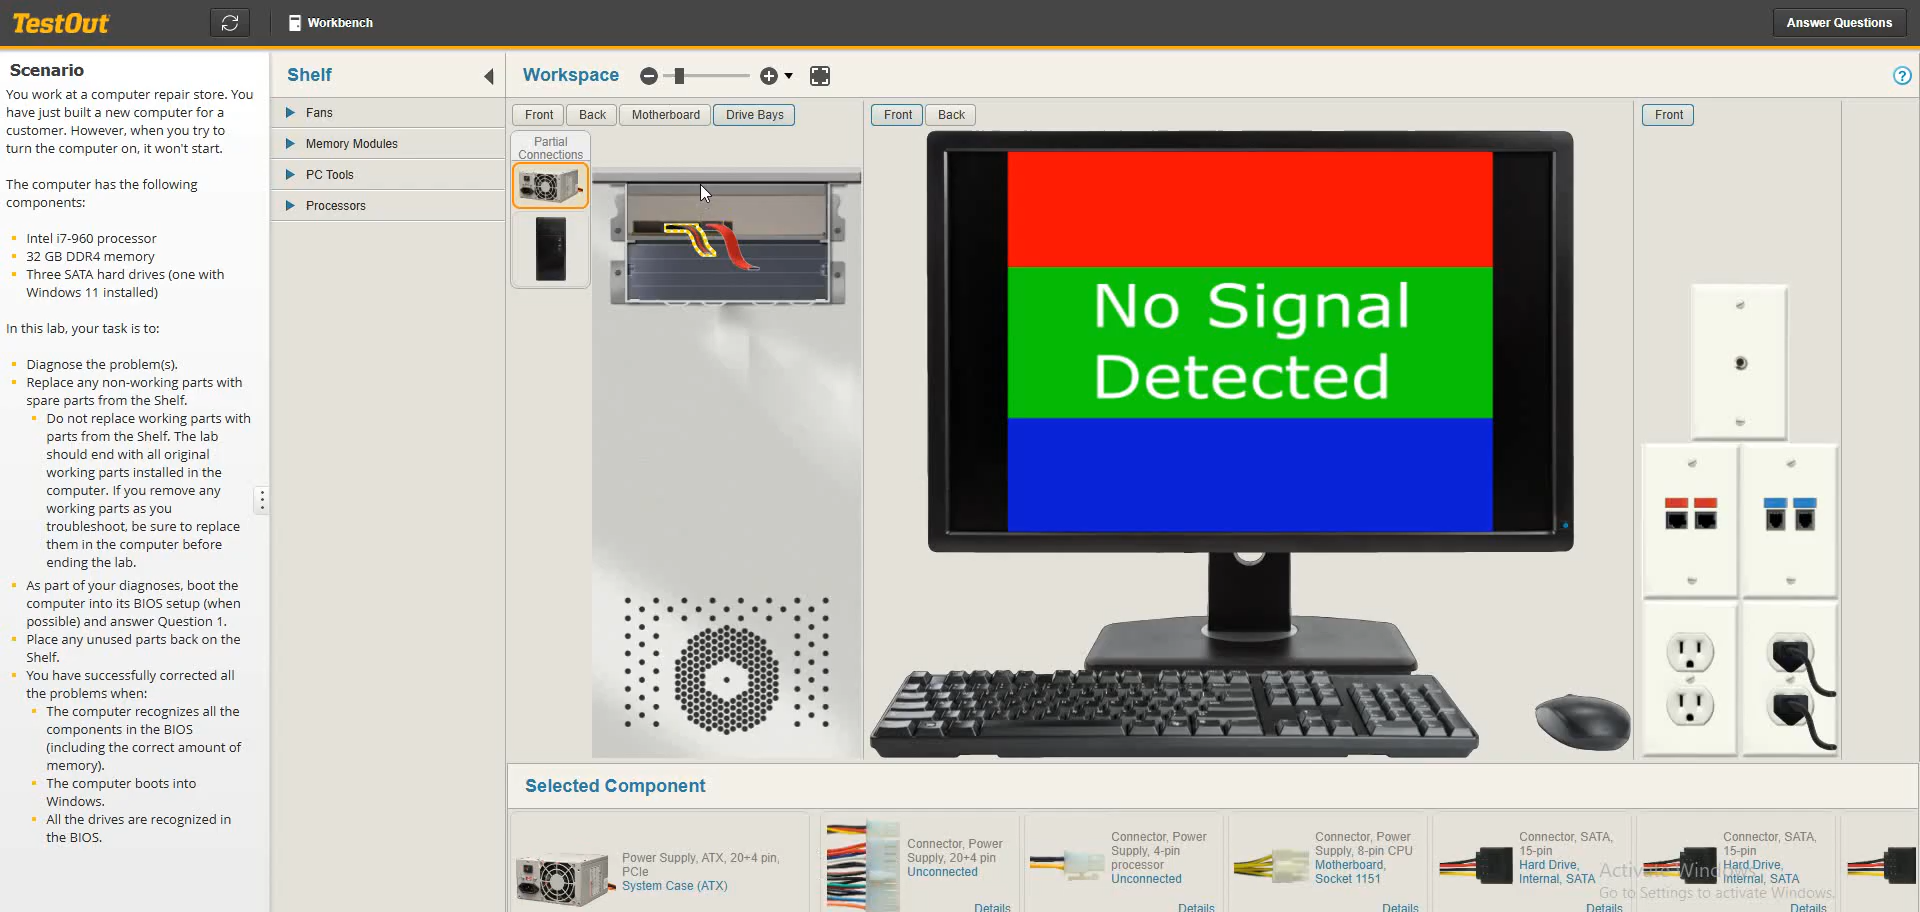 TestOut
Workbench
Answer Questions
Scenario
You work at a computer repair store. You
have just built a new computer for a
customer. However, when you try to
turn the computer on, it won't start.
The computer has the following
components:
Intel i7-960 processor
32 GB DDR4 memory
Three SATA hard drives (one with
Windows 11 installed)
In this lab, your task is to:
Diagnose the problem(s).
Replace any non-working parts with
spare parts from the Shelf.
Do not replace working parts with
parts from the Shelf. The lab
should end with all original
working parts installed in the
computer. If you remove any
working parts as you
troubleshoot, be sure to replace
them in the computer before
ending the lab.
As part of your diagnoses, boot the
computer into its BIOS setup (when
possible) and answer Question 1.
Place any unused parts back on the
Shelf.
You have successfully corrected all
the problems when:
The computer recognizes all the
components in the BIOS
(including the correct amount of
memory).
The computer boots into
Windows.
All the drives are recognized in
the BIOS.
Shelf
Fans
Memory Modules
PC Tools
Processors
Workspace
?
Front Back Motherboard Drive Bays
Partial
Connections
Front Back
No Signal
Detected
Front
Selected Component
Power Supply, ATX, 20+4 pin,
PCIe
System Case (ATX)
Connector, Power
Supply, 20+4 pin
Unconnected
Details
Connector, Power
Supply, 4-pin
processor
Unconnected
Details
Connector, Power
Supply, 8-pin CPU
Motherboard,
Socket 1151
Details
Connector, SATA,
15-pin
Hard Drive,
Internal, SATA
Details
Connector, SATA,
15-pin
Hard Drive,
Internal, SATA
Details
Activate Windows
Go to Settings to activate Windows.